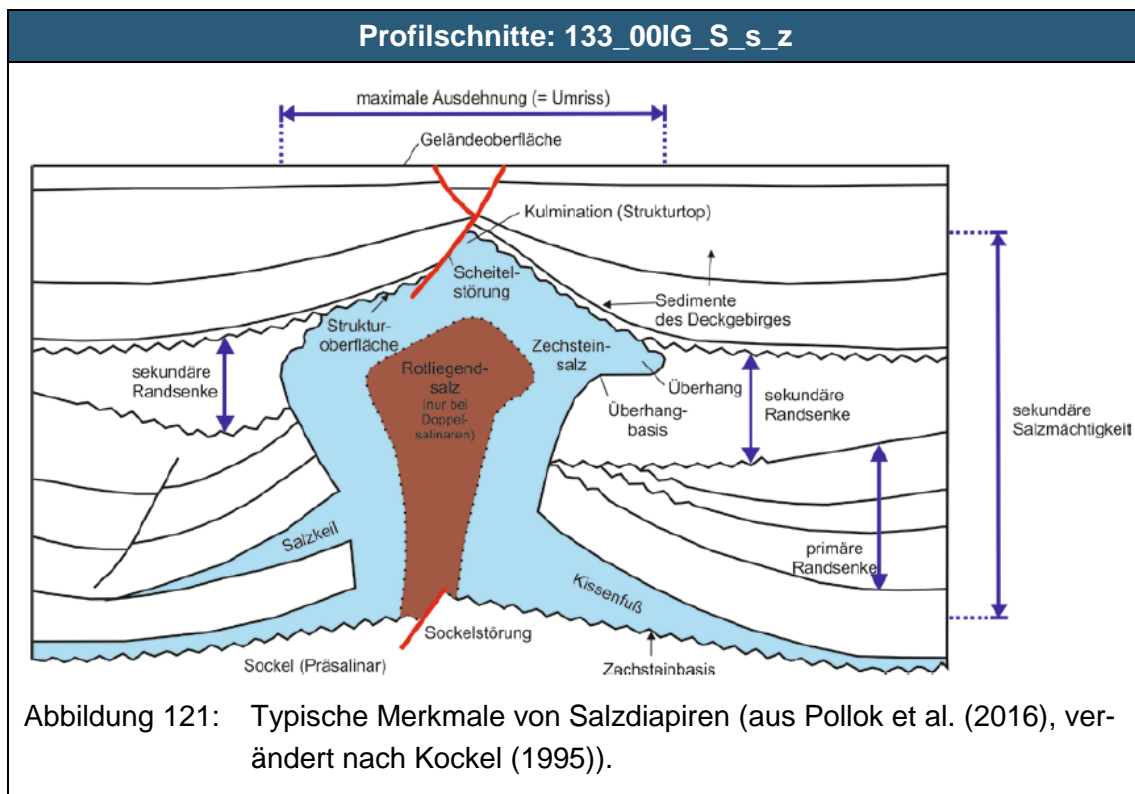 Profilschnitte: 133_00IG_S_s_z
maximale Ausdehnung (= Umriss)
Geländeoberfläche
Kulmination (Strukturtop)
Scheitel-
störung
Sedimente
des Deckgebirges
Struktur-
oberfläche
Zechstein-
salz
sekundäre
Randsenke
Rotliegend-
salz
(nur bei
Doppel-
salinaren)
Überhang
Überhang-
basis
sekundäre
Randsenke
sekundäre
Salzmächtigkeit
Salzkeil
primäre
Randsenke
Kissenfuß
Sockelstörung
Sockel (Präsalinar)
Zechsteinbasis
Abbildung 121: Typische Merkmale von Salzdiapiren (aus Pollok et al. (2016), ver-
ändert nach Kockel (1995)).